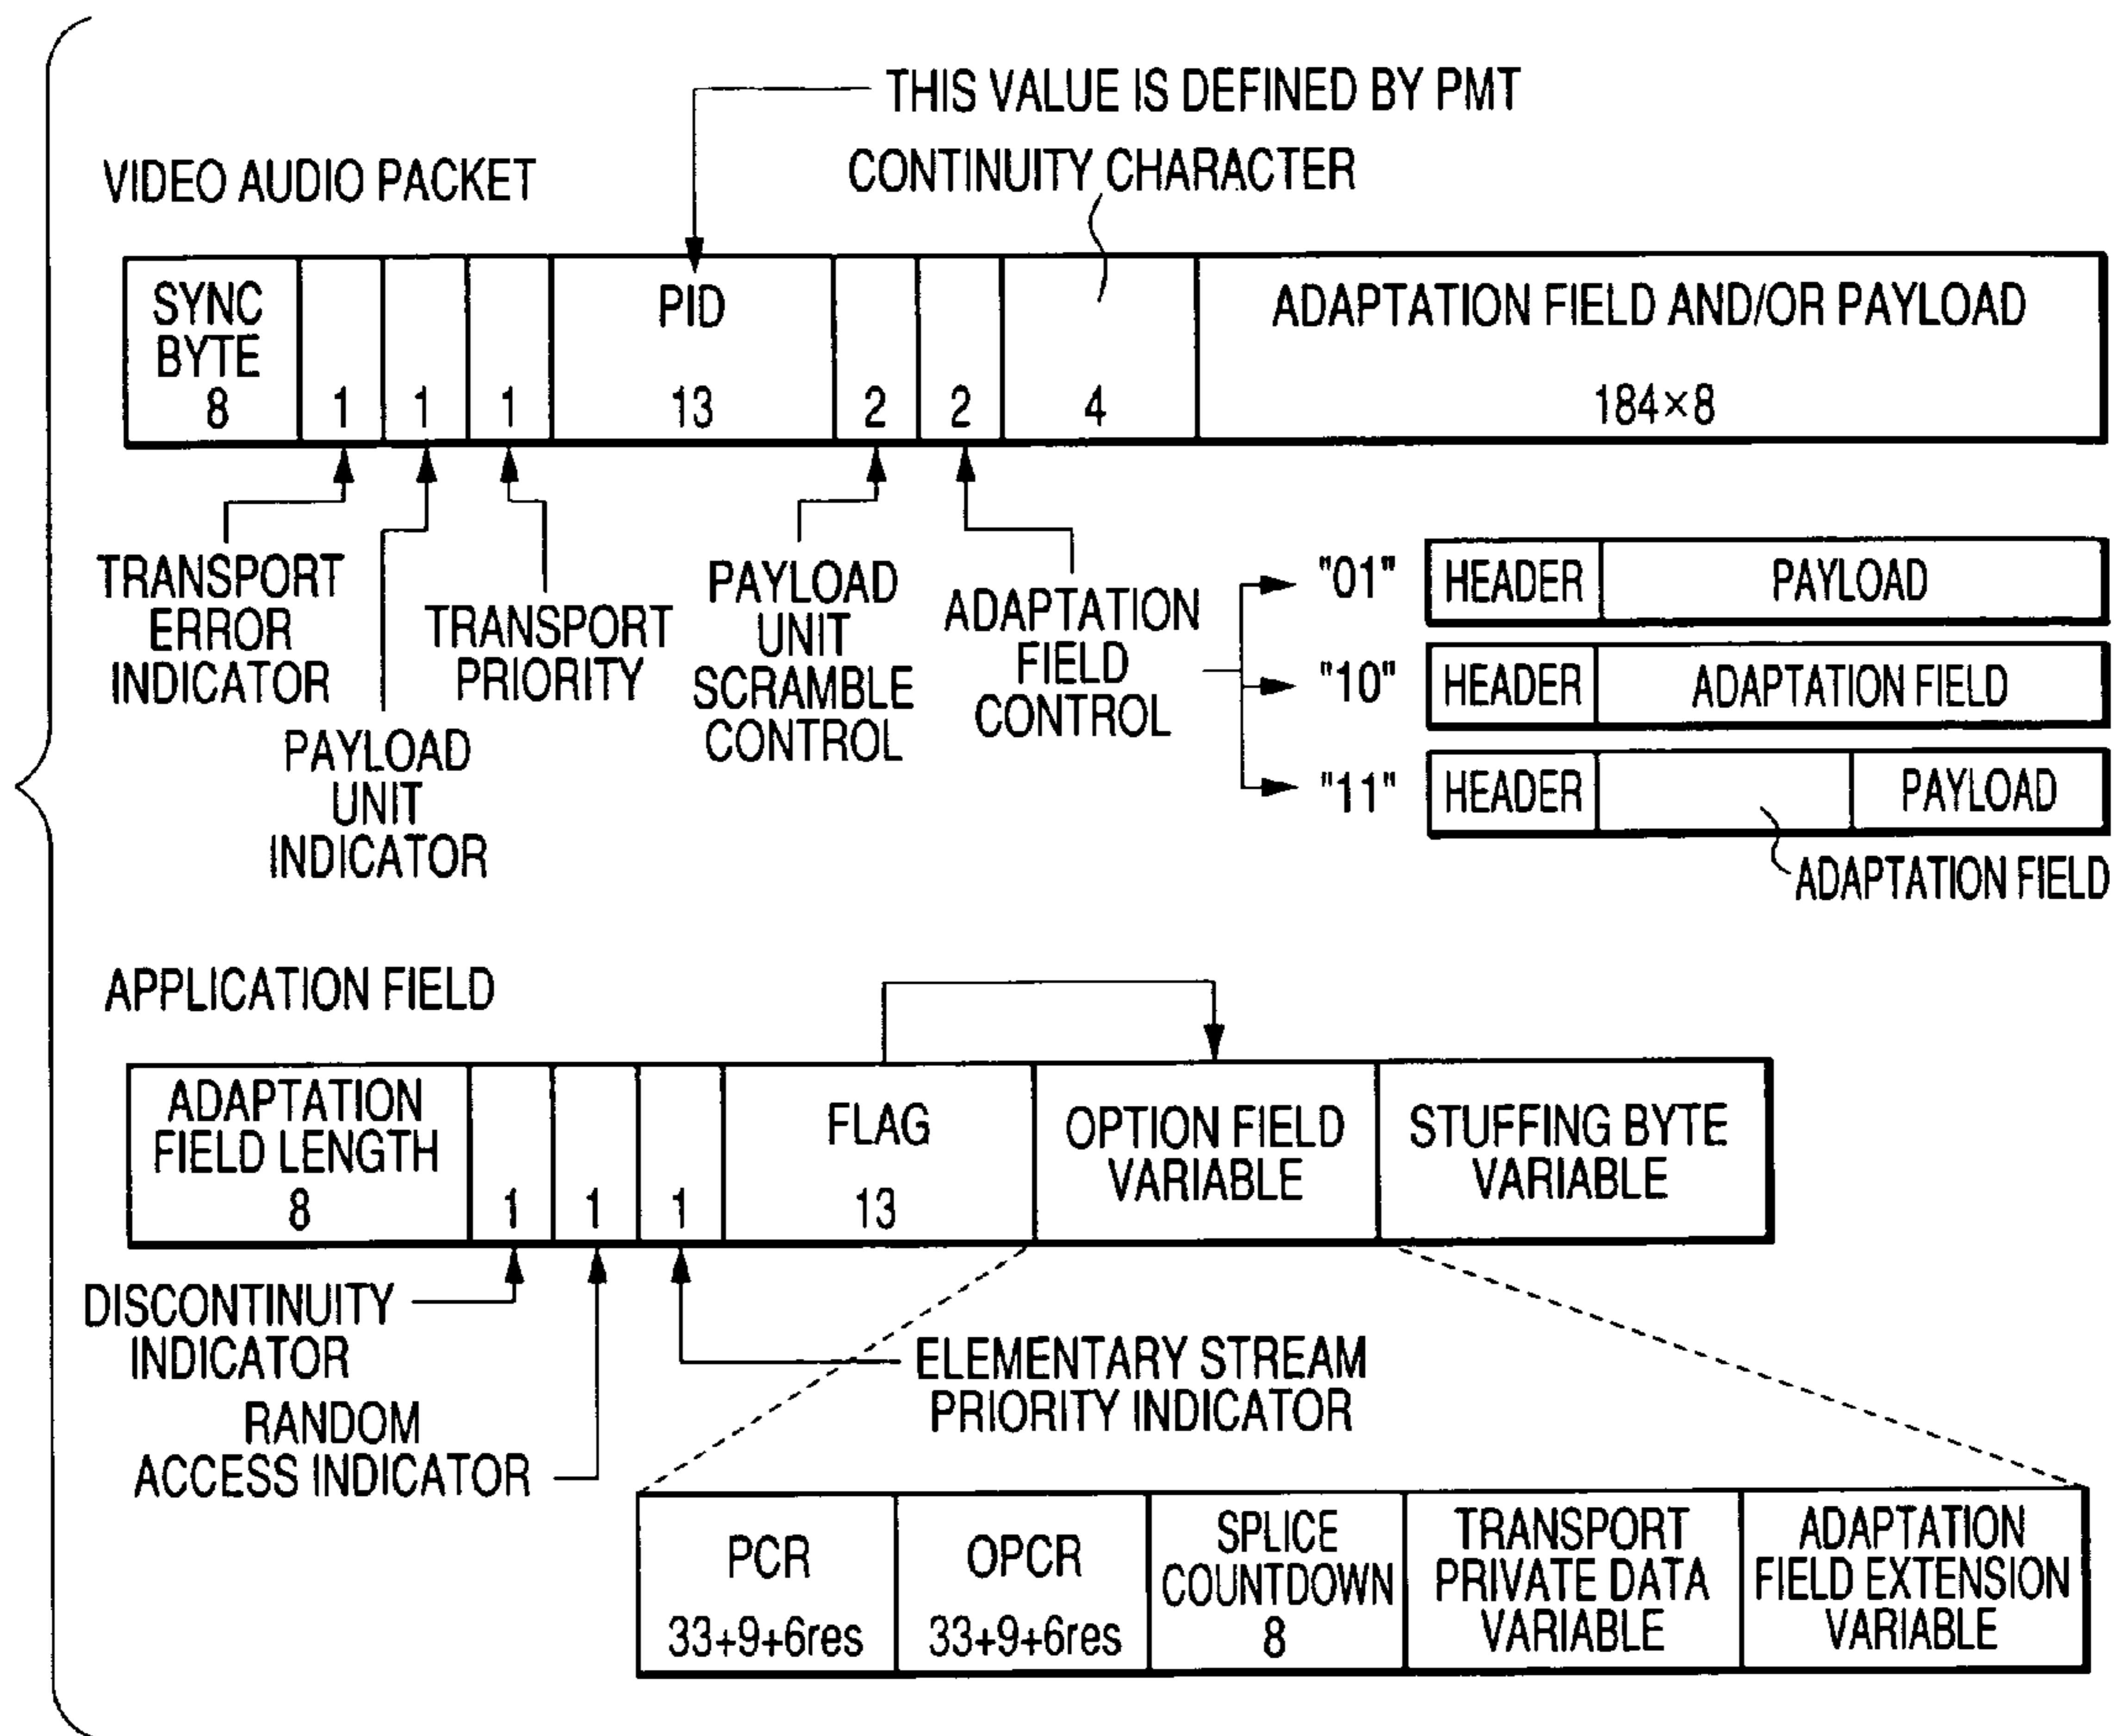 THIS VALUE IS DEFINED BY PMT
VIDEO AUDIO PACKET
CONTINUITY CHARACTER
SYNC
BYTE
8
1
1
1
PID
13
2
2
4
ADAPTATION FIELD AND/OR PAYLOAD
184×8
TRANSPORT
ERROR
INDICATOR
PAYLOAD
UNIT
INDICATOR
TRANSPORT
PRIORITY
PAYLOAD
UNIT
SCRAMBLE
CONTROL
ADAPTATION
FIELD
CONTROL
"01"
HEADER
PAYLOAD
"10"
HEADER
ADAPTATION FIELD
"11"
HEADER
PAYLOAD
ADAPTATION FIELD
APPLICATION FIELD
ADAPTATION
FIELD LENGTH
8
1
1
1
FLAG
13
OPTION FIELD
VARIABLE
STUFFING BYTE
VARIABLE
DISCONTINUITY
INDICATOR
RANDOM
ACCESS INDICATOR
ELEMENTARY STREAM
PRIORITY INDICATOR
PCR
33+9+6res
OPCR
33+9+6res
SPLICE
COUNTDOWN
8
TRANSPORT
PRIVATE DATA
VARIABLE
ADAPTATION
FIELD EXTENSION
VARIABLE